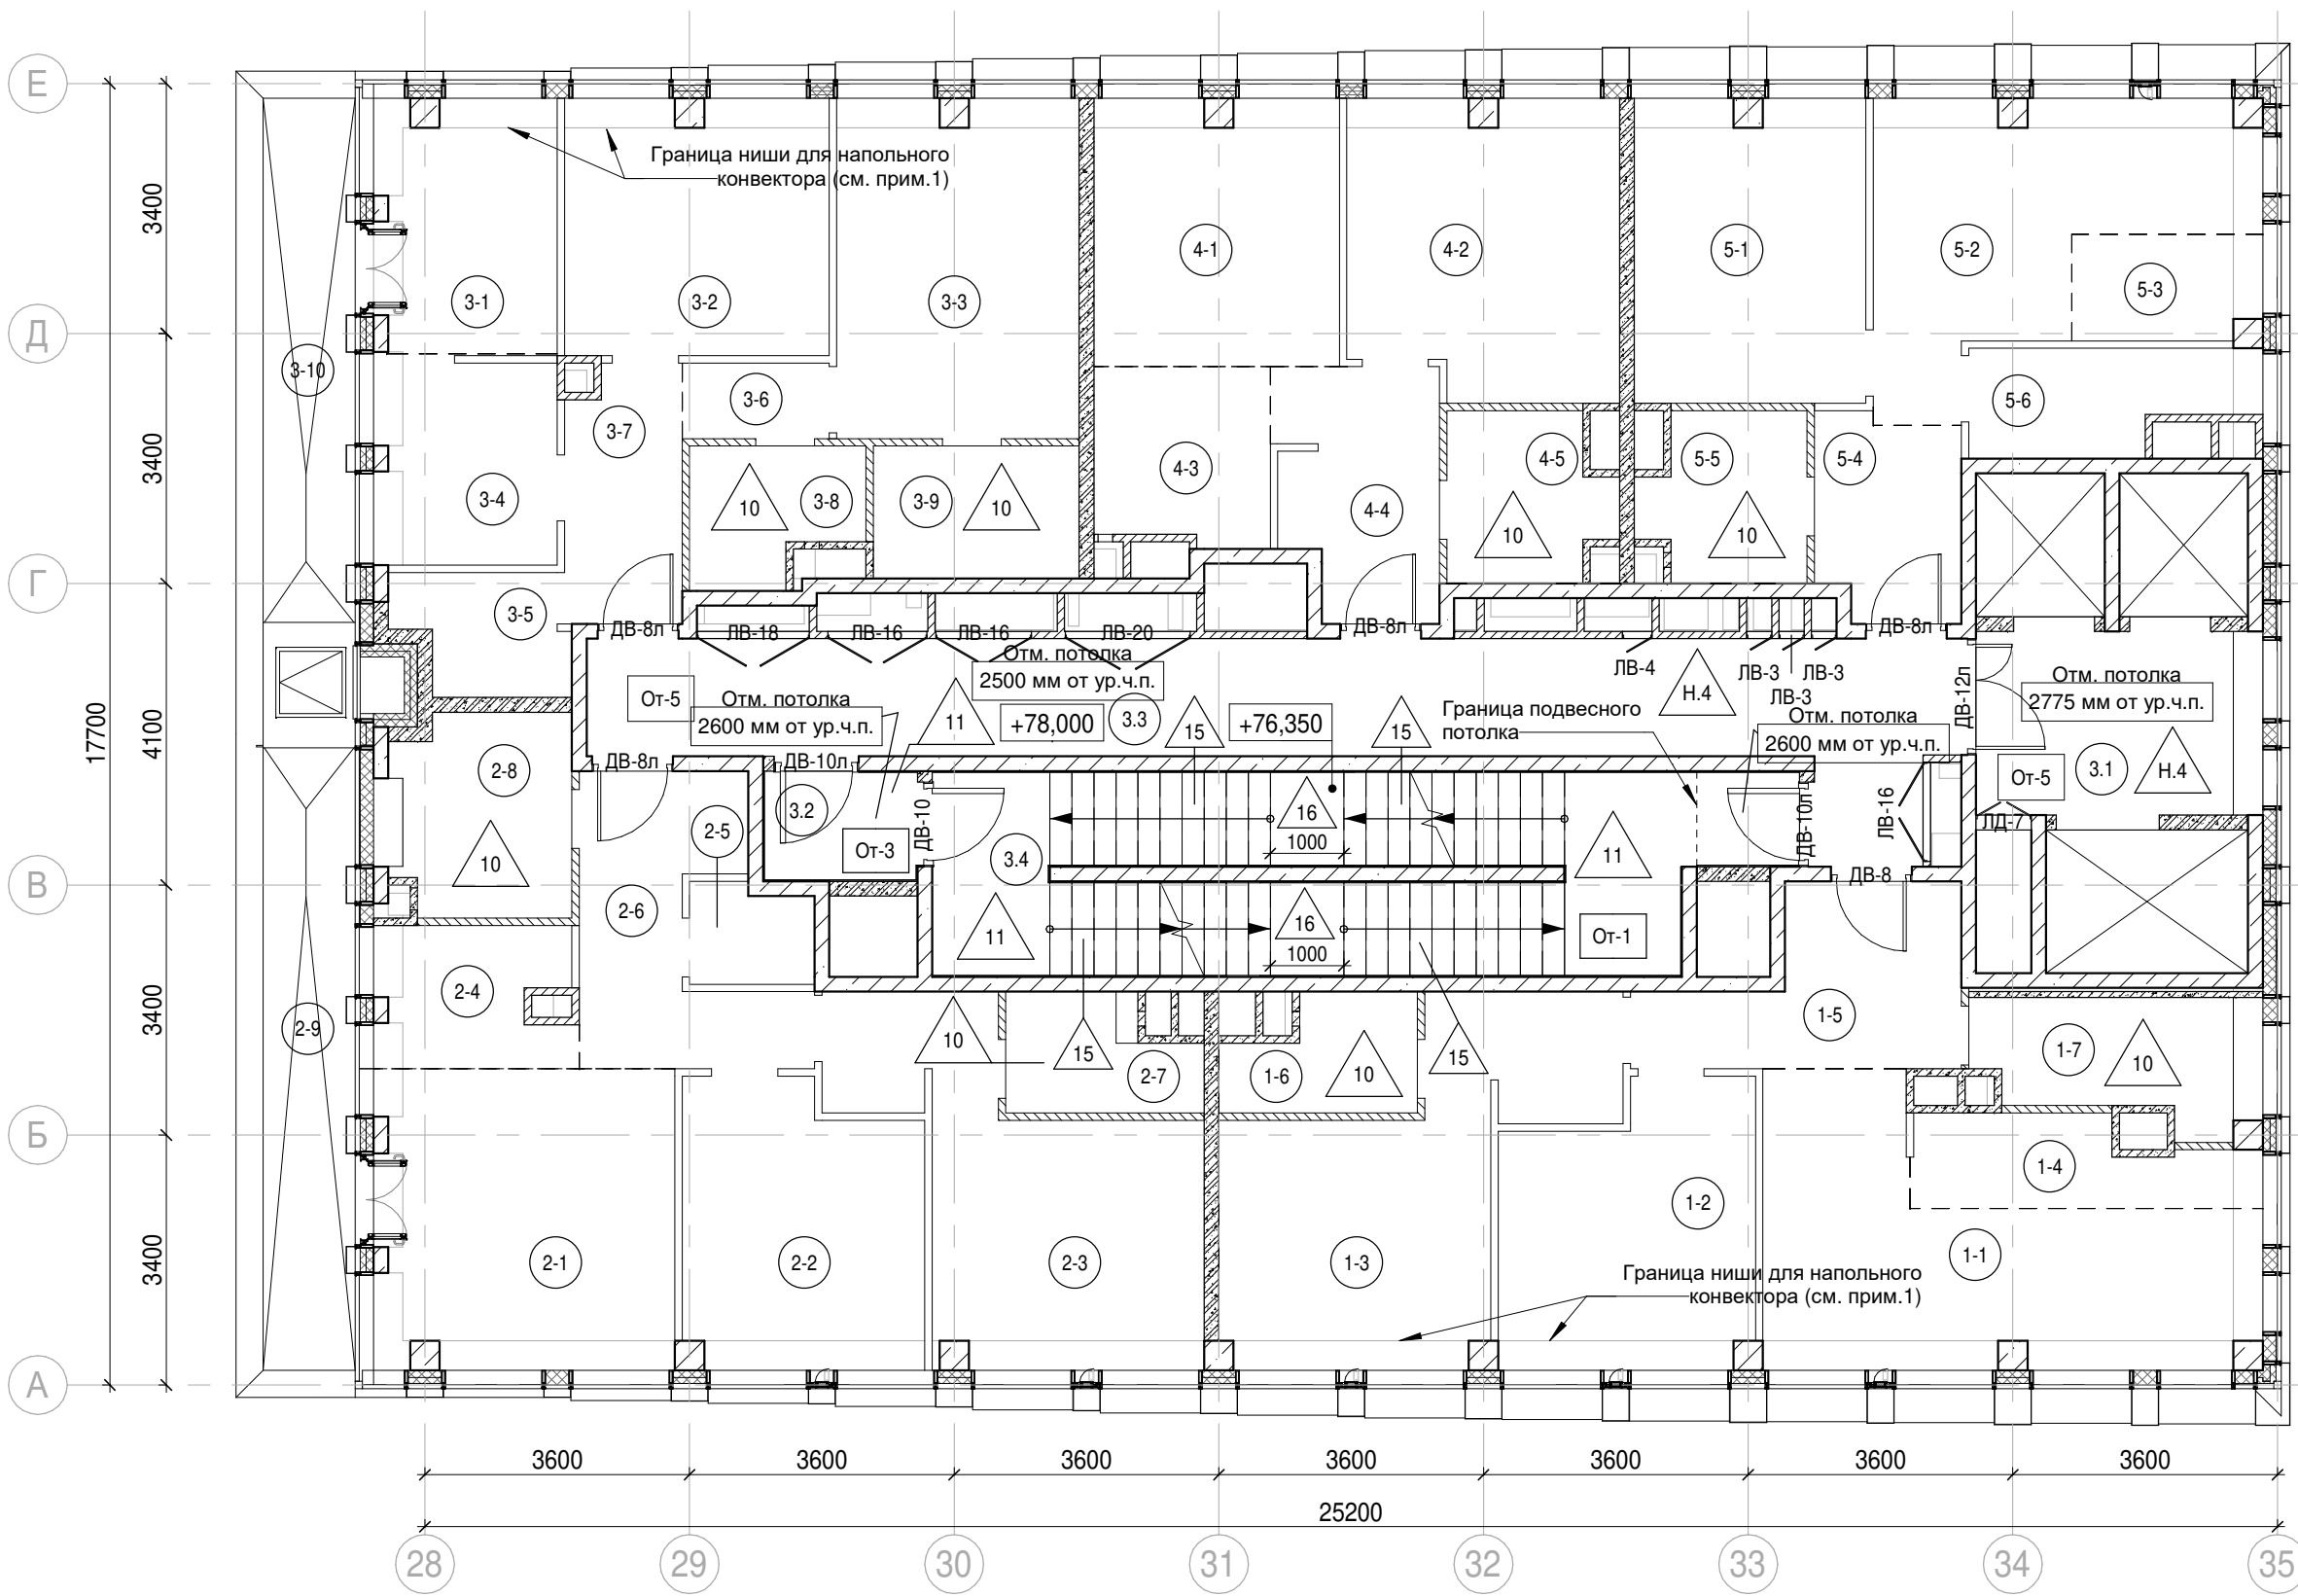 Е
Д
Г
В
Б
А
17700
3400
3400
4100
3400
3400
Граница ниши для напольного
конвектора (см. прим.1)
3-1
3-2
3-3
4-1
4-2
5-1
5-2
5-3
3-10
3-6
3-7
3-4
3-8
3-9
10
10
4-3
4-4
4-5
10
5-5
10
5-4
5-6
3-5
ДВ-8л
ЛВ-18
ЛВ-16
ЛВ-16
ЛВ-20
ДВ-8л
ДВ-8л
ЛВ-4
ЛВ-3
ЛВ-3
ЛВ-3
Отм. потолка
2500 мм от ур.ч.п.
От-5
Отм. потолка
2600 мм от ур.ч.п.
11
+78,000
3.3
15
+76,350
15
Граница подвесного
потолка
Н.4
Отм. потолка
2600 мм от ур.ч.п.
ДВ-12л
Отм. потолка
2775 мм от ур.ч.п.
От-5
3.1
Н.4
2-8
10
ДВ-8л
ДВ-10л
2-5
3.2
От-3
ДВ-10
3.4
16
1000
11
ДВ-10л
ЛВ-16
ЛД-7
ДВ-8
2-6
11
16
1000
От-1
2-4
2-9
10
15
2-7
1-6
10
15
1-5
1-7
10
1-4
1-2
2-1
2-2
2-3
1-3
1-1
Граница ниши для напольного
конвектора (см. прим.1)
3600
3600
3600
3600
3600
3600
3600
25200
28
29
30
31
32
33
34
35